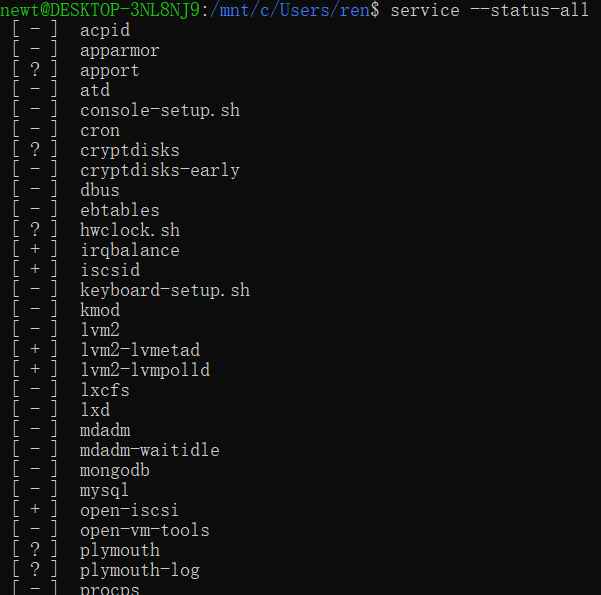 newt@DESKTOP-3NL8NJ9:/mnt/c/Users/ren$ service --status-all
[ - ]  acpid
[ - ]  apparmor
[ ? ]  apport
[ - ]  atd
[ - ]  console-setup.sh
[ - ]  cron
[ ? ]  cryptdisks
[ - ]  cryptdisks-early
[ - ]  dbus
[ - ]  ebtables
[ ? ]  hwclock.sh
[ + ]  irqbalance
[ + ]  iscsid
[ - ]  keyboard-setup.sh
[ - ]  kmod
[ - ]  lvm2
[ + ]  lvm2-lvmetad
[ + ]  lvm2-lvmpolld
[ - ]  lxcfs
[ - ]  lxd
[ - ]  mdadm
[ - ]  mdadm-waitidle
[ - ]  mongodb
[ - ]  mysql
[ + ]  open-iscsi
[ - ]  open-vm-tools
[ ? ]  plymouth
[ ? ]  plymouth-log
[ - ]  procps